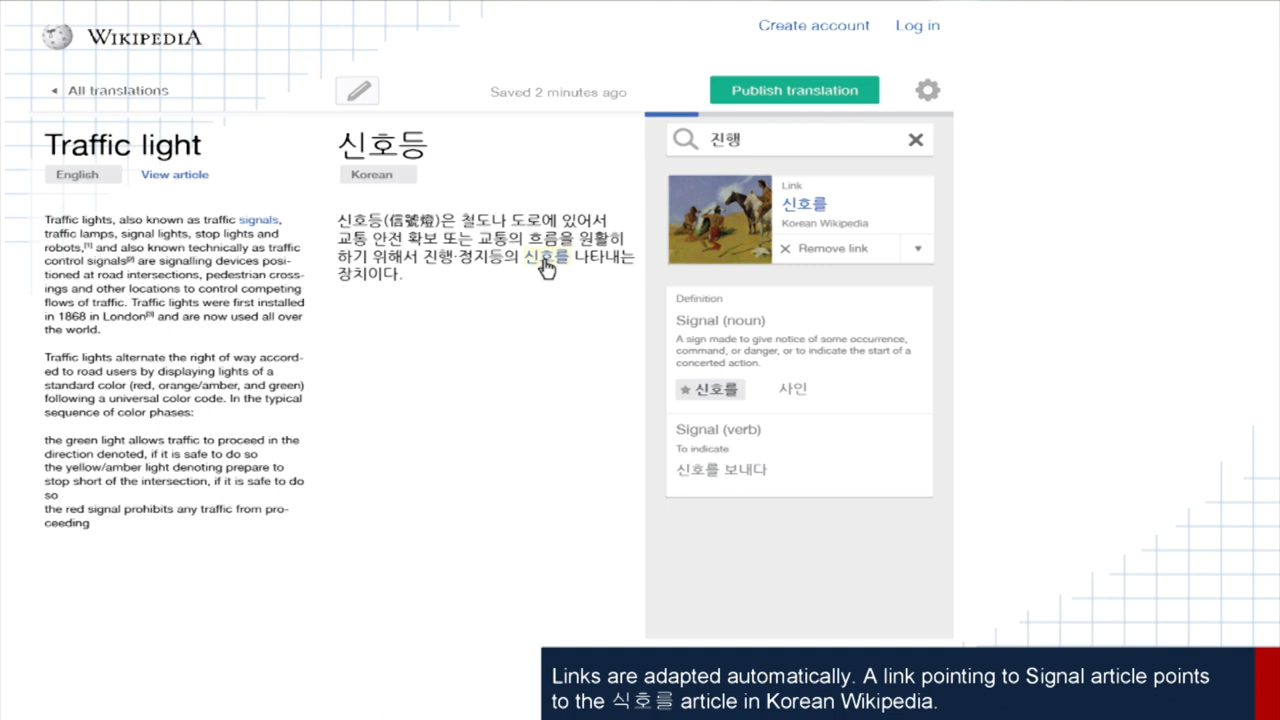 WIKIPEDIA
Create account
Log in
All translations
Saved 2 minutes ago
Publish translation
Traffic light
English
View article
Traffic lights, also known as traffic signals,
traffic lamps, signal lights, stop lights and
robots,[1] and also known technically as traffic
control signals[2] are signalling devices posi-
tioned at road intersections, pedestrian cross-
ings and other locations to control competing
flows of traffic. Traffic lights were first installed
in 1868 in London[3] and are now used all over
the world.
Traffic lights alternate the right of way accord-
ed to road users by displaying lights of a
standard color (red, orange/amber, and green)
following a universal color code. In the typical
sequence of color phases:
the green light allows traffic to proceed in the
direction denoted, if it is safe to do so
the yellow/amber light denoting prepare to
stop short of the intersection, if it is safe to do
so
the red signal prohibits any traffic from pro-
ceeding
신호등
Korean
신호등(信號燈)은 철도나 도로에 있어서
교통 안전 확보 또는 교통의 흐름을 원활히
하기 위해서 진행·정지등의 신호를 나타내는
장치이다.
진행
Link
신호를
Korean Wikipedia
Remove link
Definition
Signal (noun)
A sign made to give notice of some occurrence,
command, or danger, or to indicate the start of a
concerted action.
신호를
사인
Signal (verb)
To indicate
신호를 보내다
Links are adapted automatically. A link pointing to Signal article points
to the 식호를 article in Korean Wikipedia.